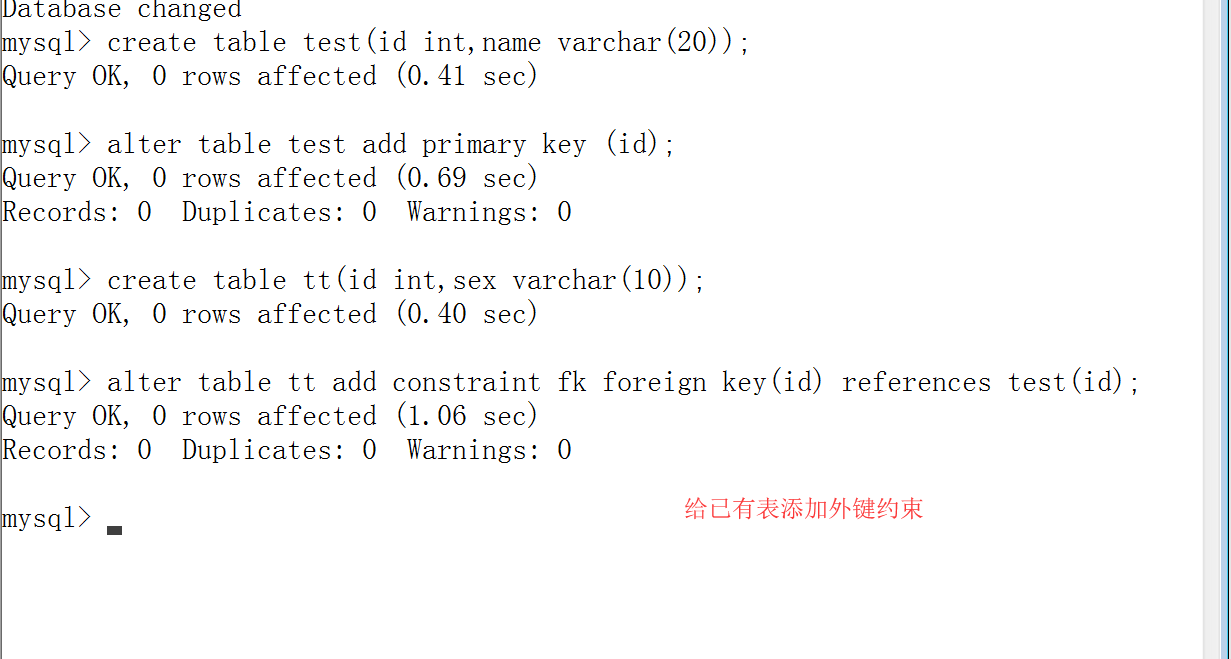 Database changed
mysql> create table test(id int,name varchar(20));
Query OK, 0 rows affected (0.41 sec)
mysql> alter table test add primary key (id);
Query OK, 0 rows affected (0.69 sec)
Records: 0  Duplicates: 0  Warnings: 0
mysql> create table tt(id int,sex varchar(10));
Query OK, 0 rows affected (0.40 sec)
mysql> alter table tt add constraint fk foreign key(id) references test(id);
Query OK, 0 rows affected (1.06 sec)
Records: 0  Duplicates: 0  Warnings: 0
给已有表添加外键约束
mysql>